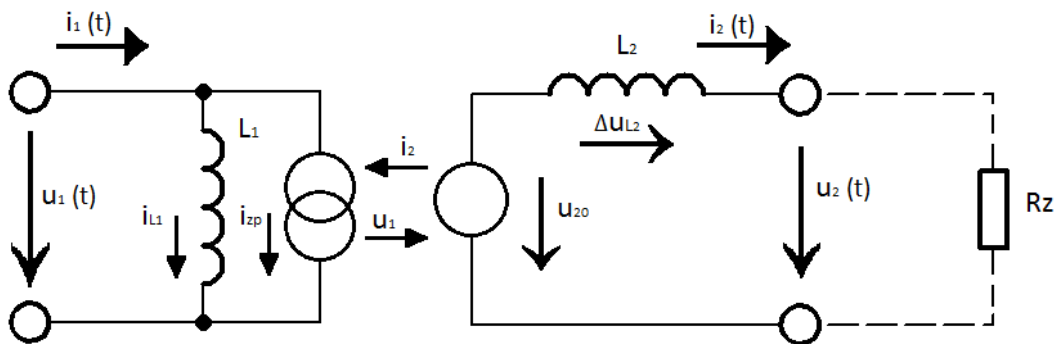 i₁ (t)
L₂
i₂ (t)
L₁
i₂
ΔuL₂
u₁ (t)
iL₁
izp
u₁
u₂₀
u₂ (t)
Rz